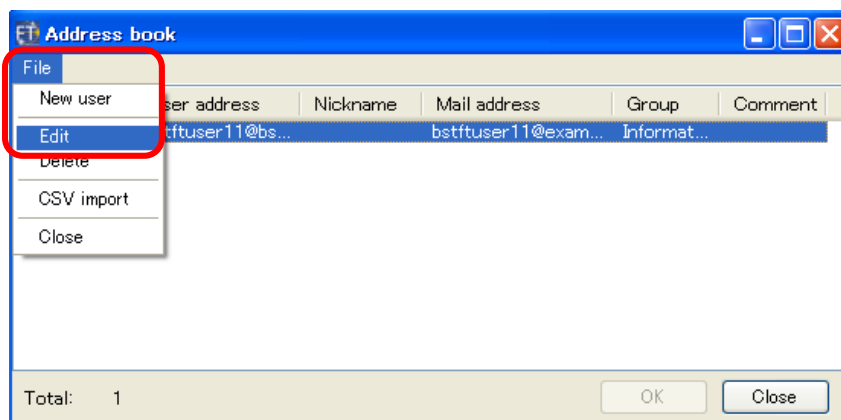 Address book
File
New user
ser address Nickname Mail address Group Comment
Edit
tftuser11@bs... bstftuser11@exam... Informat...
Delete
CSV import
Close
Total: 1 OK Close